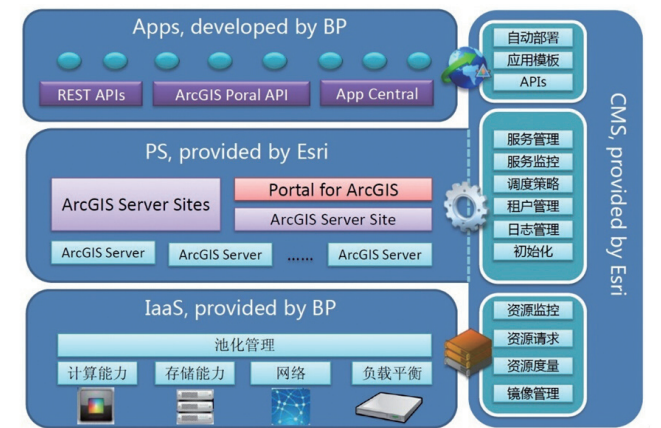 Apps, developed by BP
REST APIs
ArcGIS Poral API
App Central
PS, provided by Esri
ArcGIS Server Sites
Portal for ArcGIS
ArcGIS Server Site
ArcGIS Server
ArcGIS Server
……
ArcGIS Server
IaaS, provided by BP
池化管理
计算能力
存储能力
网络
负载平衡
自动部署
应用模板
APIs
服务管理
服务监控
调度策略
租户管理
日志管理
初始化
资源监控
资源请求
资源度量
镜像管理
CMS, provided by Esri